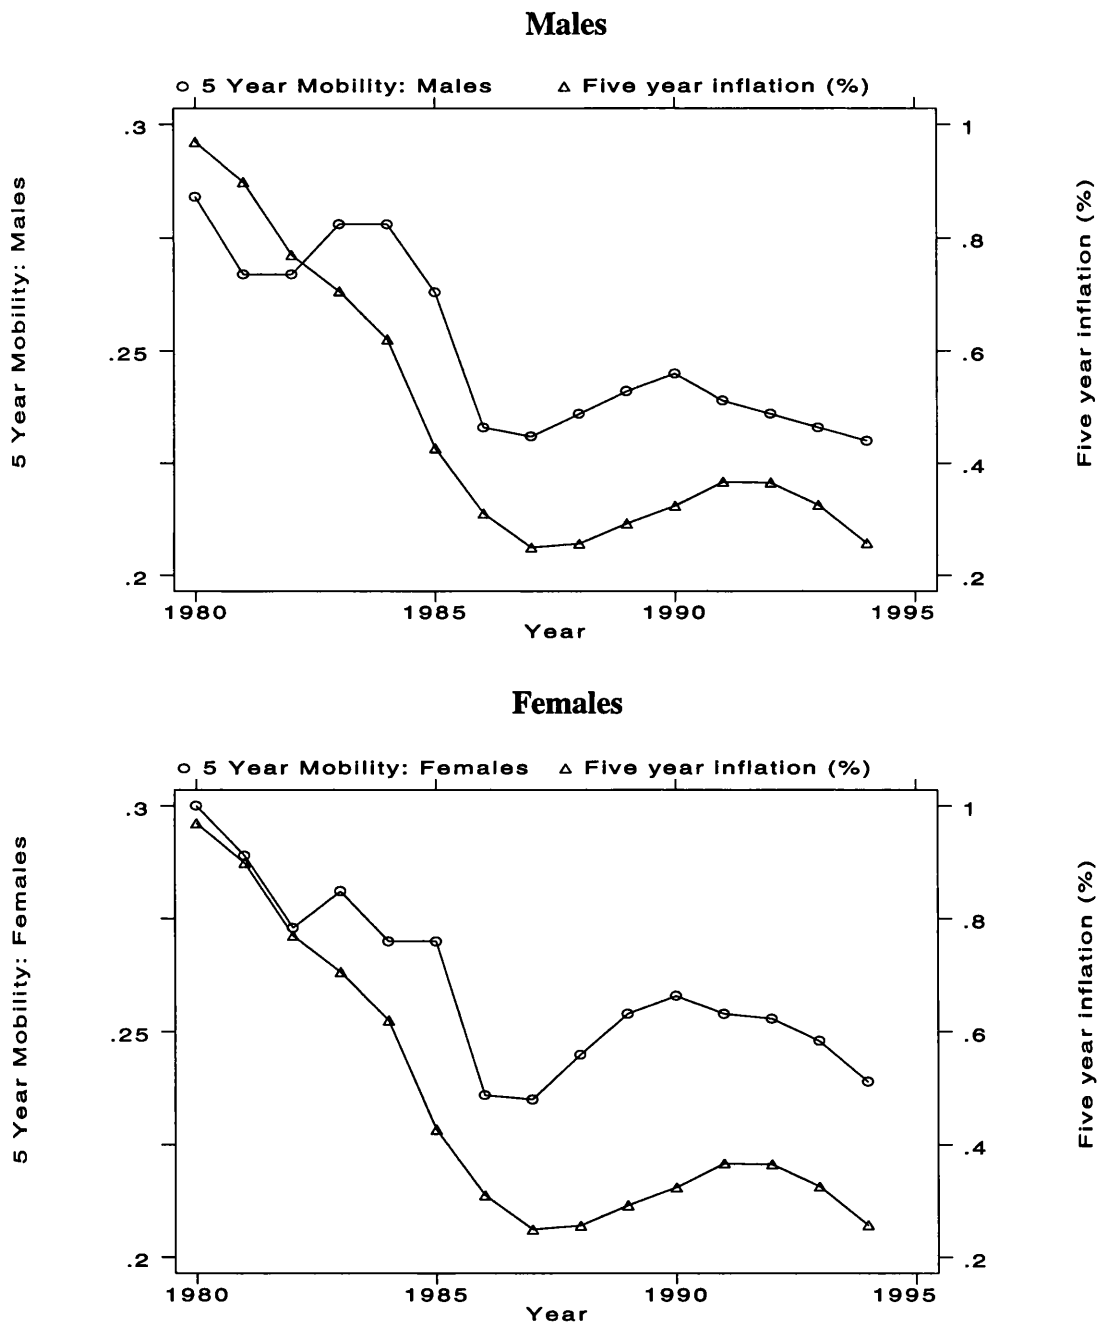 Males
5 Year Mobility: Males Five year inflation (%)
5 Year Mobility: Males
.3
.25
.2
1
.8
.6
.4
.2
Five year inflation (%)
1980 1985 1990 1995
Year
Females
5 Year Mobility: Females Five year inflation (%)
5 Year Mobility: Females
.3
.25
.2
1
.8
.6
.4
.2
Five year inflation (%)
1980 1985 1990 1995
Year